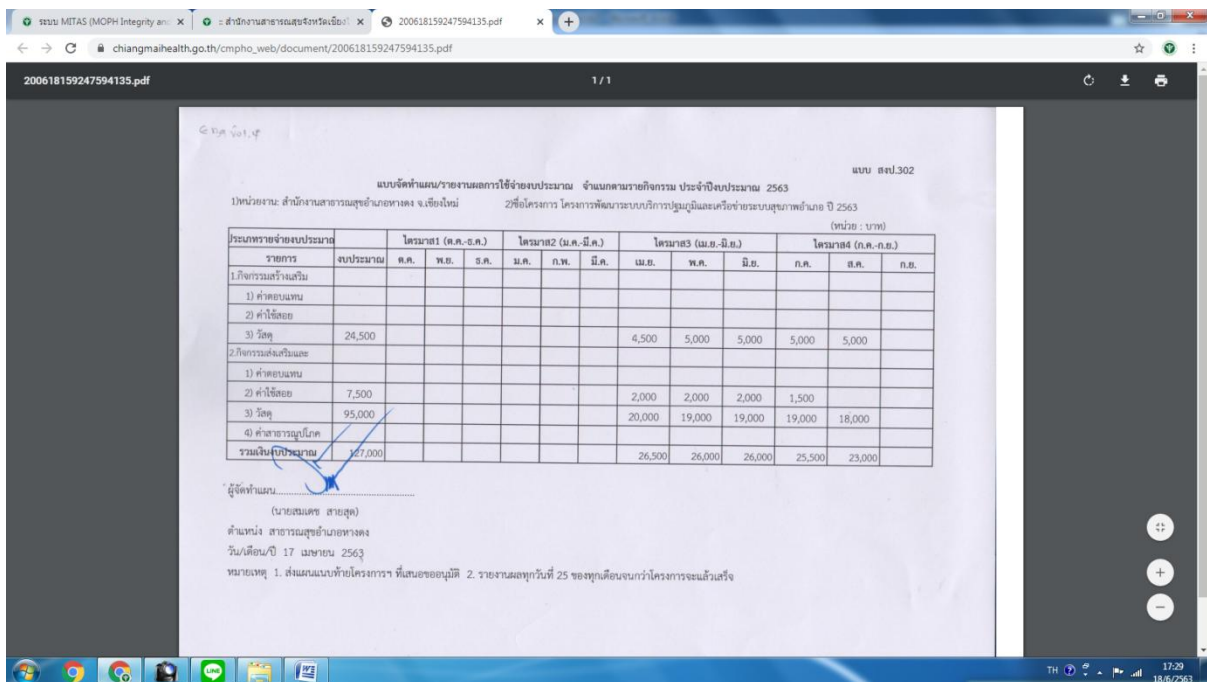 ระบบ MITAS (MOPH Integrity and
: สำนักงานสาธารณสุขจังหวัดเชียงใ
200618159247594135.pdf
chiangmaihealth.go.th/cmpho_web/document/200618159247594135.pdf
200618159247594135.pdf 1/1
แบบ สงป.302
แบบจัดทำแผน/รายงานผลการใช้จ่ายงบประมาณ จำแนกตามรายกิจกรรม ประจำปีงบประมาณ 2563
1)หน่วยงาน: สำนักงานสาธารณสุขอำเภอหางดง จ.เชียงใหม่ 2)ชื่อโครงการ โครงการพัฒนาระบบบริการปฐมภูมิและเครือข่ายระบบสุขภาพอำเภอ ปี 2563
(หน่วย : บาท)
ประเภทรายจ่ายงบประมาณ ไตรมาส1 (ต.ค.-ธ.ค.) ไตรมาส2 (ม.ค.-มี.ค.) ไตรมาส3 (เม.ย.-มิ.ย.) ไตรมาส4 (ก.ค.-ก.ย.)
รายการ งบประมาณ ต.ค. พ.ย. ธ.ค. ม.ค. ก.พ. มี.ค. เม.ย. พ.ค. มิ.ย. ก.ค. ส.ค. ก.ย.
1.กิจกรรมสร้างเสริม
1) ค่าตอบแทน
2) ค่าใช้สอย
3) วัสดุ 24,500 4,500 5,000 5,000 5,000 5,000
2.กิจกรรมส่งเสริมและ
1) ค่าตอบแทน
2) ค่าใช้สอย 7,500 2,000 2,000 2,000 1,500
3) วัสดุ 95,000 20,000 19,000 19,000 19,000 18,000
4) ค่าสาธารณูปโภค
รวมเงินงบประมาณ 127,000 26,500 26,000 26,000 25,500 23,000
ผู้จัดทำแผน
(นายสมเดช สายสุด)
ตำแหน่ง สาธารณสุขอำเภอหางดง
วัน/เดือน/ปี 17 เมษายน 2563
หมายเหตุ 1. ส่งแผนแนบท้ายโครงการฯ ที่เสนอขออนุมัติ 2. รายงานผลทุกวันที่ 25 ของทุกเดือนจนกว่าโครงการจะแล้วเสร็จ
LINE
TH 17:29
18/6/2563